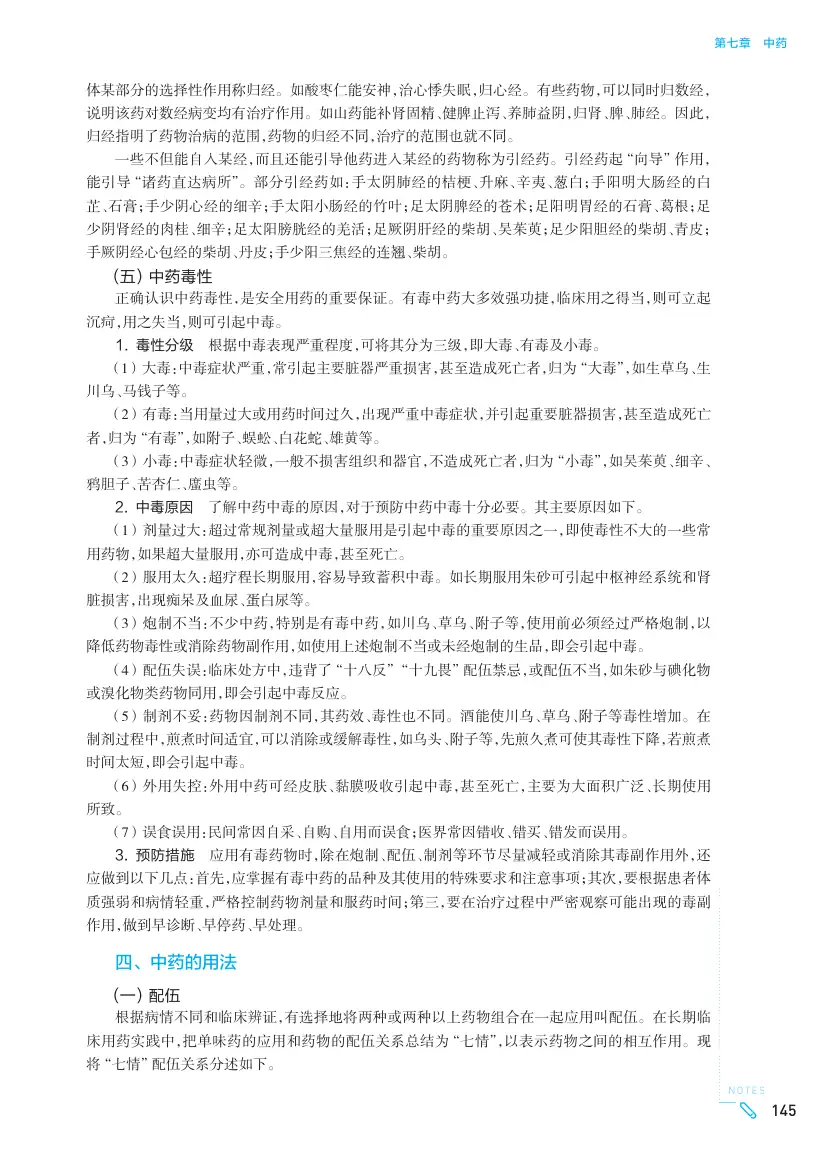 第七章 中药
体某部分的选择性作用称归经。如酸枣仁能安神,治心悸失眠,归心经。有些药物,可以同时归数经,
说明该药对数经病变均有治疗作用。如山药能补肾固精、健脾止泻、养肺益阴,归肾、脾、肺经。因此,
归经指明了药物治病的范围,药物的归经不同,治疗的范围也就不同。
一些不但能自入某经,而且还能引导他药进入某经的药物称为引经药。引经药起“向导”作用,
能引导“诸药直达病所”。部分引经药如:手太阴肺经的桔梗、升麻、辛夷、葱白;手阳明大肠经的白
芷、石膏;手少阴心经的细辛;手太阳小肠经的竹叶;足太阴脾经的苍术;足阳明胃经的石膏、葛根;足
少阴肾经的肉桂、细辛;足太阳膀胱经的羌活;足厥阴肝经的柴胡、吴茱萸;足少阳胆经的柴胡、青皮;
手厥阴经心包经的柴胡、丹皮;手少阳三焦经的连翘、柴胡。
(五)中药毒性
正确认识中药毒性,是安全用药的重要保证。有毒中药大多效强功捷,临床用之得当,则可立起
沉疴,用之失当,则可引起中毒。
1. 毒性分级 根据中毒表现严重程度,可将其分为三级,即大毒、有毒及小毒。
(1)大毒:中毒症状严重,常引起主要脏器严重损害,甚至造成死亡者,归为“大毒”,如生草乌、生
川乌、马钱子等。
(2)有毒:当用量过大或用药时间过久,出现严重中毒症状,并引起重要脏器损害,甚至造成死亡
者,归为“有毒”,如附子、蜈蚣、白花蛇、雄黄等。
(3)小毒:中毒症状轻微,一般不损害组织和器官,不造成死亡者,归为“小毒”,如吴茱萸、细辛、
鸦胆子、苦杏仁、䗪虫等。
2. 中毒原因 了解中药中毒的原因,对于预防中药中毒十分必要。其主要原因如下。
(1)剂量过大:超过常规剂量或超大量服用是引起中毒的重要原因之一,即使毒性不大的一些常
用药物,如果超大量服用,亦可造成中毒,甚至死亡。
(2)服用太久:超疗程长期服用,容易导致蓄积中毒。如长期服用朱砂可引起中枢神经系统和肾
脏损害,出现痴呆及血尿、蛋白尿等。
(3)炮制不当:不少中药,特别是有毒中药,如川乌、草乌、附子等,使用前必须经过严格炮制,以
降低药物毒性或消除药物副作用,如使用上述炮制不当或未经炮制的生品,即会引起中毒。
(4)配伍失误:临床处方中,违背了“十八反”“十九畏”配伍禁忌,或配伍不当,如朱砂与碘化物
或溴化物类药物同用,即会引起中毒反应。
(5)制剂不妥:药物因制剂不同,其药效、毒性也不同。酒能使川乌、草乌、附子等毒性增加。在
制剂过程中,煎煮时间适宜,可以消除或缓解毒性,如乌头、附子等,先煎久煮可使其毒性下降,若煎煮
时间太短,即会引起中毒。
(6)外用失控:外用中药可经皮肤、黏膜吸收引起中毒,甚至死亡,主要为大面积广泛、长期使用
所致。
(7)误食误用:民间常因自采、自购、自用而误食;医界常因错收、错买、错发而误用。
3. 预防措施 应用有毒药物时,除在炮制、配伍、制剂等环节尽量减轻或消除其毒副作用外,还
应做到以下几点:首先,应掌握有毒中药的品种及其使用的特殊要求和注意事项;其次,要根据患者体
质强弱和病情轻重,严格控制药物剂量和服药时间;第三,要在治疗过程中严密观察可能出现的毒副
作用,做到早诊断、早停药、早处理。
四、中药的用法
(一)配伍
根据病情不同和临床辨证,有选择地将两种或两种以上药物组合在一起应用叫配伍。在长期临
床用药实践中,把单味药的应用和药物的配伍关系总结为“七情”,以表示药物之间的相互作用。现
将“七情”配伍关系分述如下。
NOTES
145